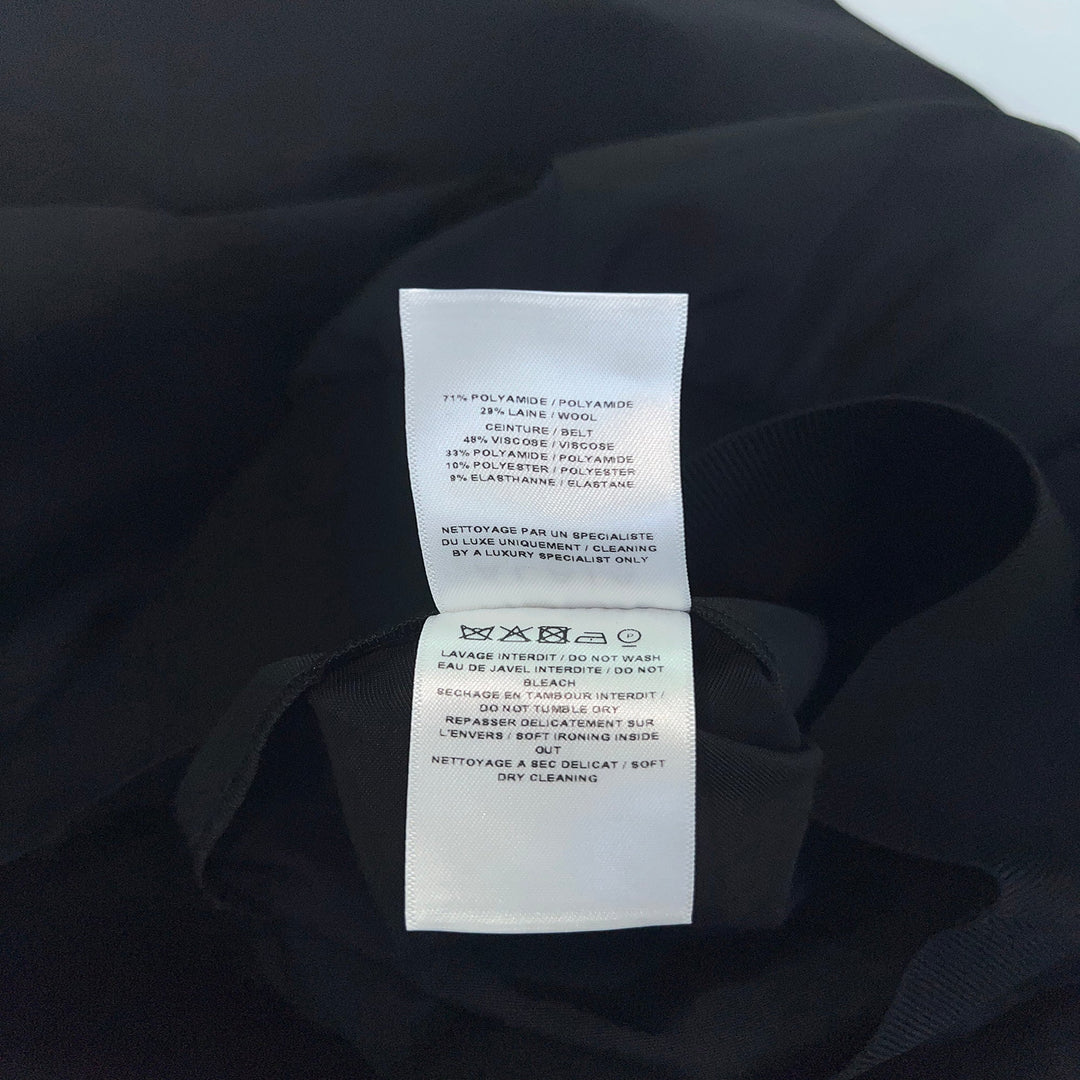 71% POLYAMIDE / POLYAMIDE
29% LAINE / WOOL
CEINTURE / BELT
48% VISCOSE / VISCOSE
33% POLYAMIDE / POLYAMIDE
10% POLYESTER / POLYESTER
9% ELASTHANNE / ELASTANE
NETTOYAGE PAR UN SPECIALISTE
DU LUXE UNIQUEMENT / CLEANING
BY A LUXURY SPECIALIST ONLY
P
LAVAGE INTERDIT / DO NOT WASH
EAU DE JAVEL INTERDITE / DO NOT
BLEACH
SECHAGE EN TAMBOUR INTERDIT /
DO NOT TUMBLE DRY
REPASSER DELICATEMENT SUR
L'ENVERS / SOFT IRONING INSIDE
OUT
NETTOYAGE A SEC DELICAT / SOFT
DRY CLEANING